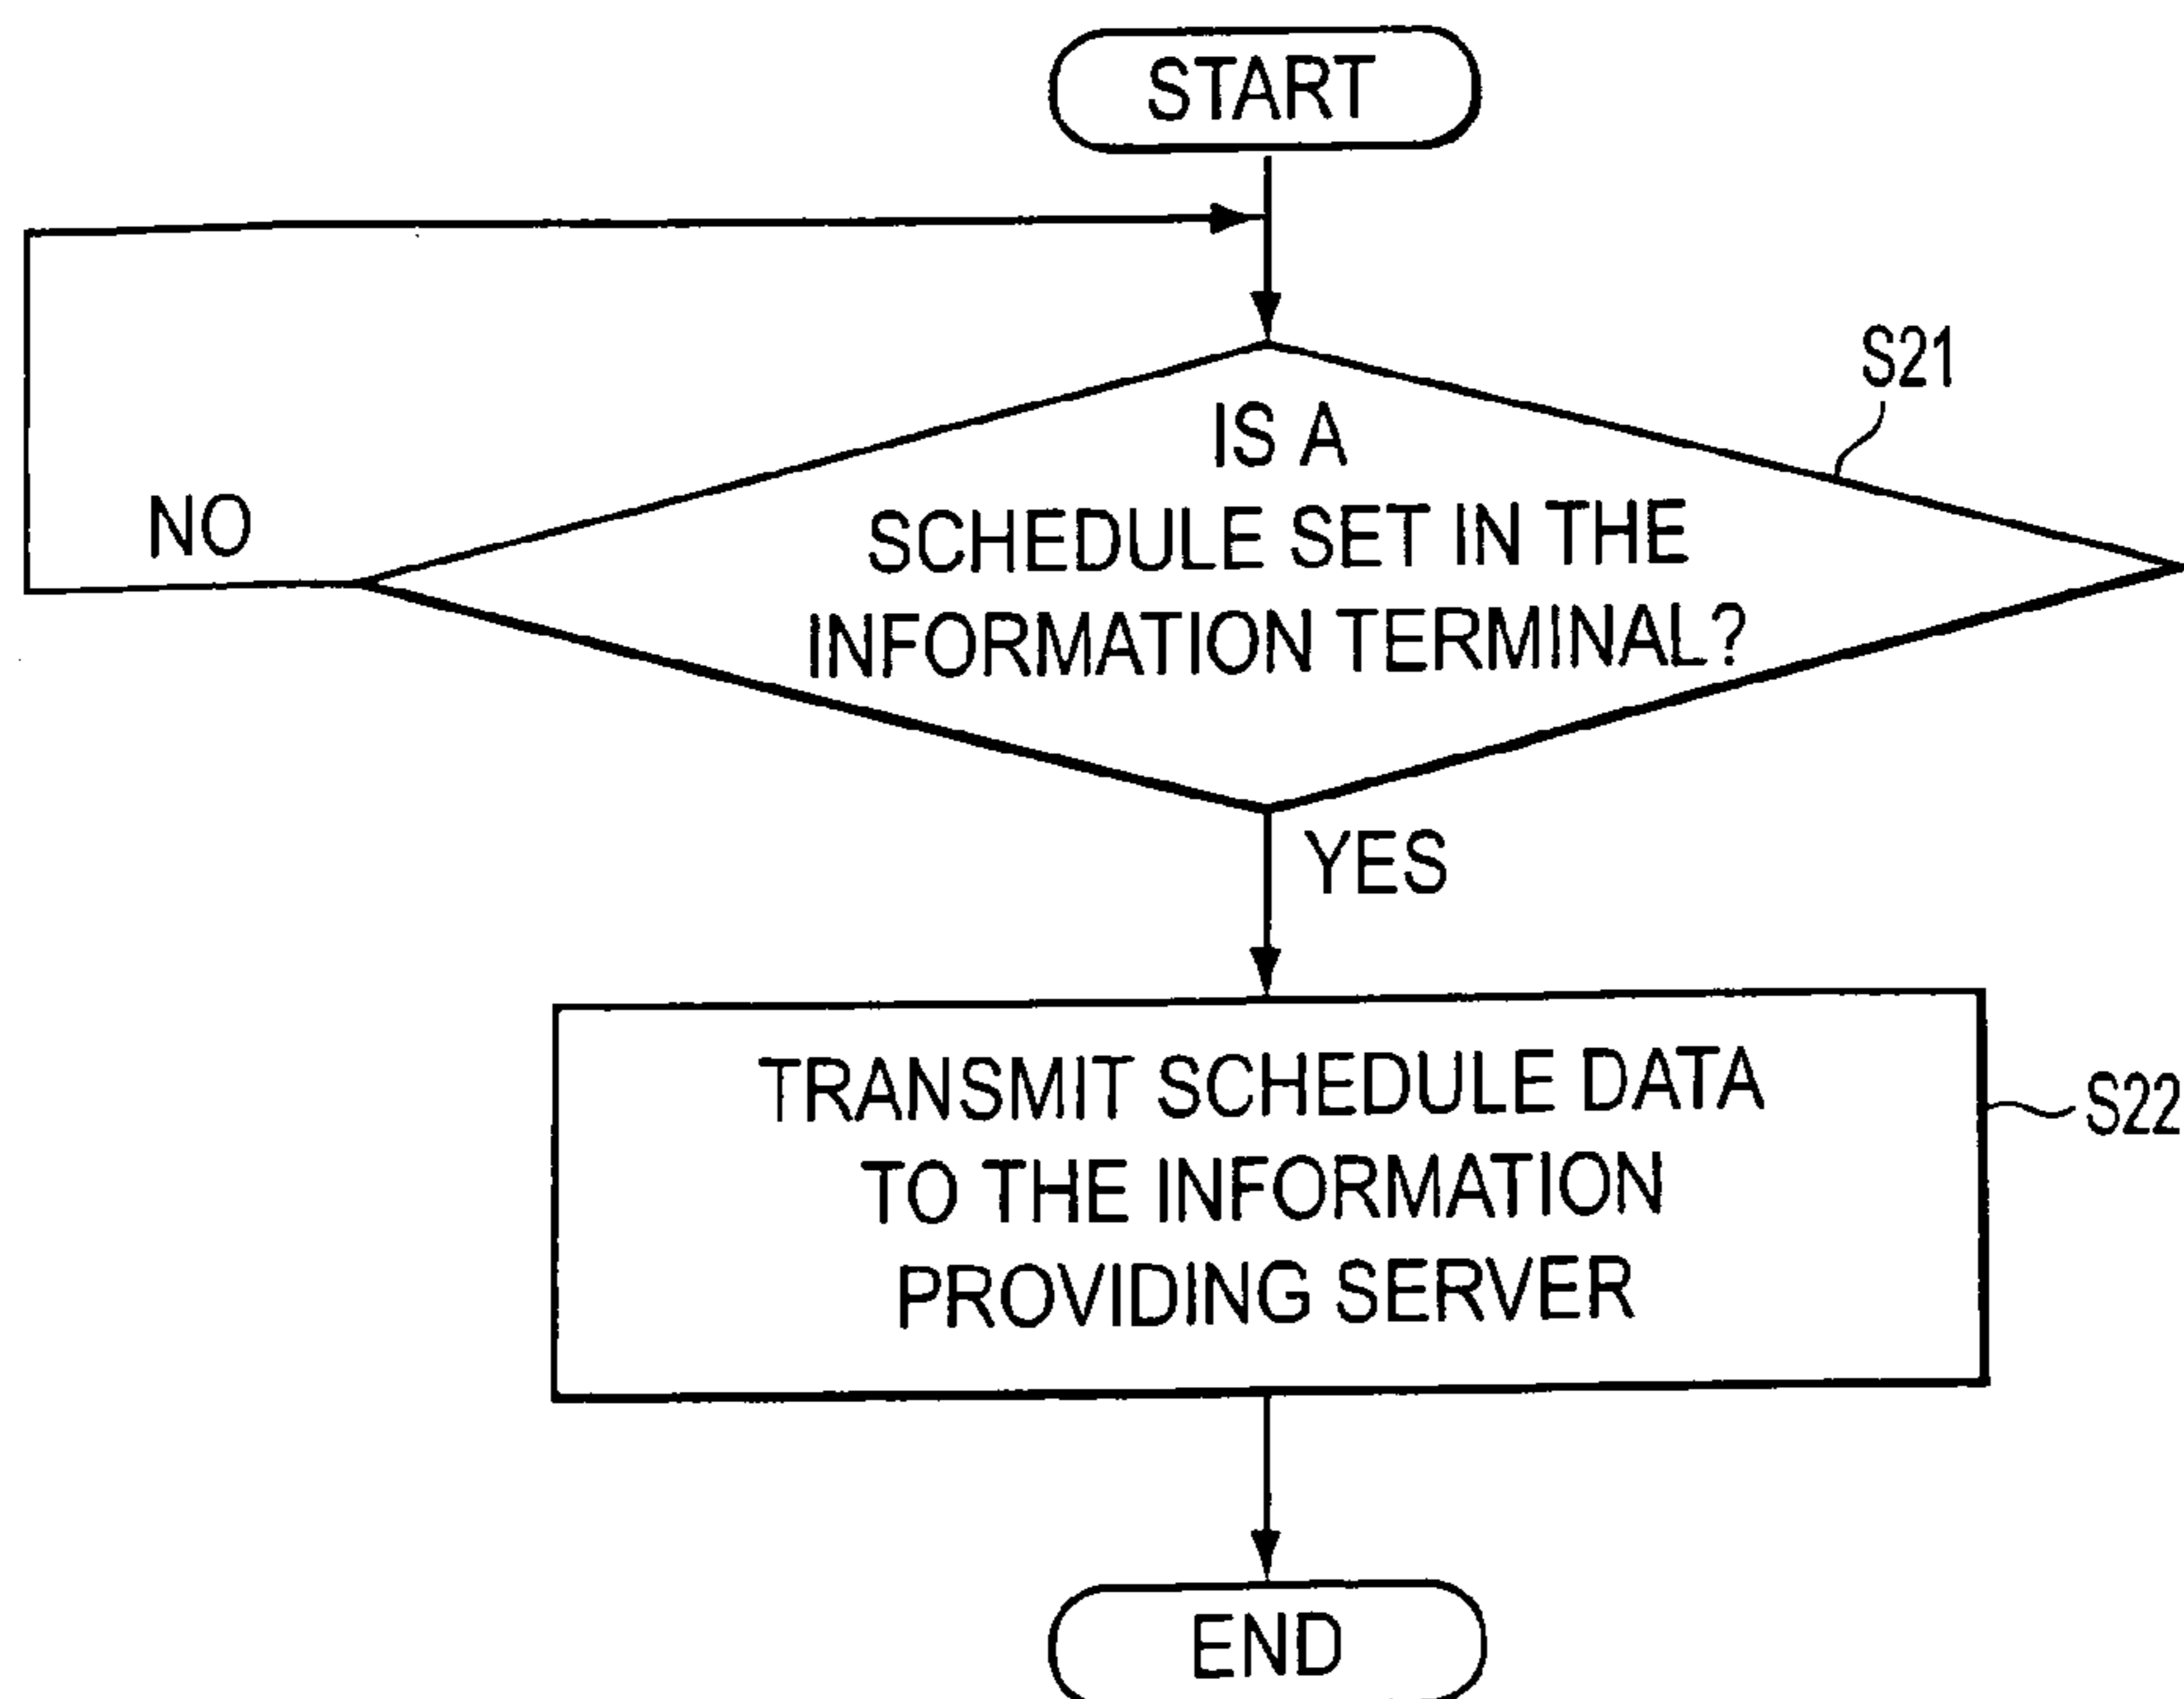 START
S21
IS A
SCHEDULE SET IN THE
INFORMATION TERMINAL?
NO
YES
TRANSMIT SCHEDULE DATA
TO THE INFORMATION
PROVIDING SERVER
S22
END